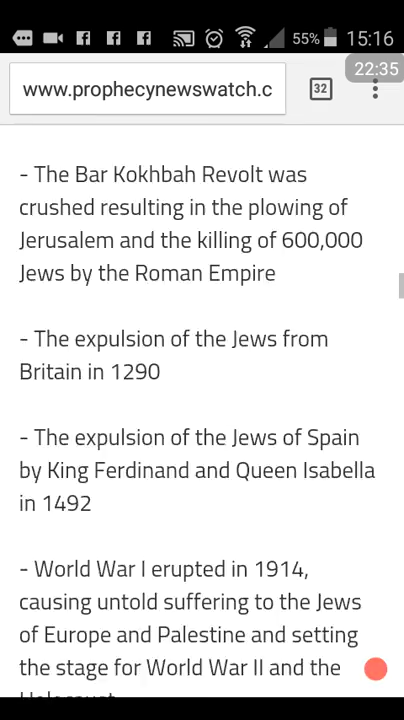 55% 15:16
www.prophecynewswatch.c 32
22:35
- The Bar Kokhbah Revolt was
crushed resulting in the plowing of
Jerusalem and the killing of 600,000
Jews by the Roman Empire
- The expulsion of the Jews from
Britain in 1290
- The expulsion of the Jews of Spain
by King Ferdinand and Queen Isabella
in 1492
- World War I erupted in 1914,
causing untold suffering to the Jews
of Europe and Palestine and setting
the stage for World War II and the
Holocaust